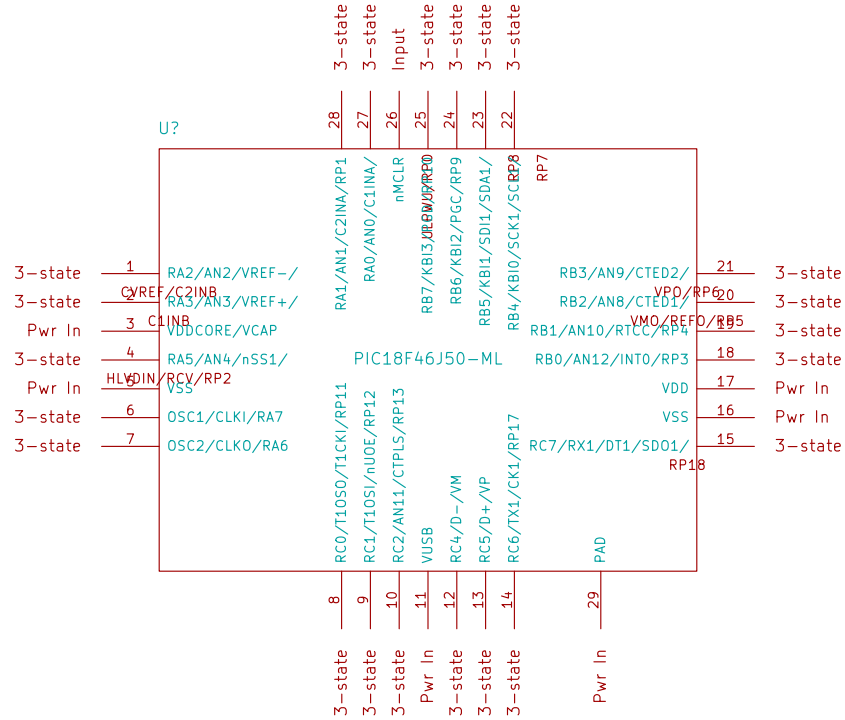 3-state
3-state
Input
3-state
3-state
3-state
3-state
28
27
26
25
24
23
22
U?
RA1/AN1/C2INA/RP1
RA0/AN0/C1INA/
nMCLR
RB6/KBI2/PGC/RP9
RB5/KBI1/SDI1/SDA1/
RP8
RP7
ULPWU/RP0
3-state 1 RA2/AN2/VREF-/
CVREF/C2INB
3-state 2 RA3/AN3/VREF+/
C1INB
Pwr In 3 VDDCORE/VCAP
3-state 4 RA5/AN4/nSS1/
HLVDIN/RCV/RP2
Pwr In 5 VSS
3-state 6 OSC1/CLKI/RA7
3-state 7 OSC2/CLKO/RA6
PIC18F46J50-ML
RB3/AN9/CTED2/ 21 3-state
VPO/RP6
RB2/AN8/CTED1/ 20 3-state
VMO/REFO/RP5
RB1/AN10/RTCC/RP4 19 3-state
RB0/AN12/INT0/RP3 18 3-state
VDD 17 Pwr In
VSS 16 Pwr In
RC7/RX1/DT1/SDO1/ 15 3-state
RP18
RC0/T1OSO/T1CKI/RP11
RC1/T1OSI/nUOE/RP12
RC2/AN11/CTPLS/RP13
VUSB
RC4/D-/VM
RC5/D+/VP
RC6/TX1/CK1/RP17
PAD
8
9
10
11
12
13
14
29
3-state
3-state
3-state
Pwr In
3-state
3-state
3-state
Pwr In